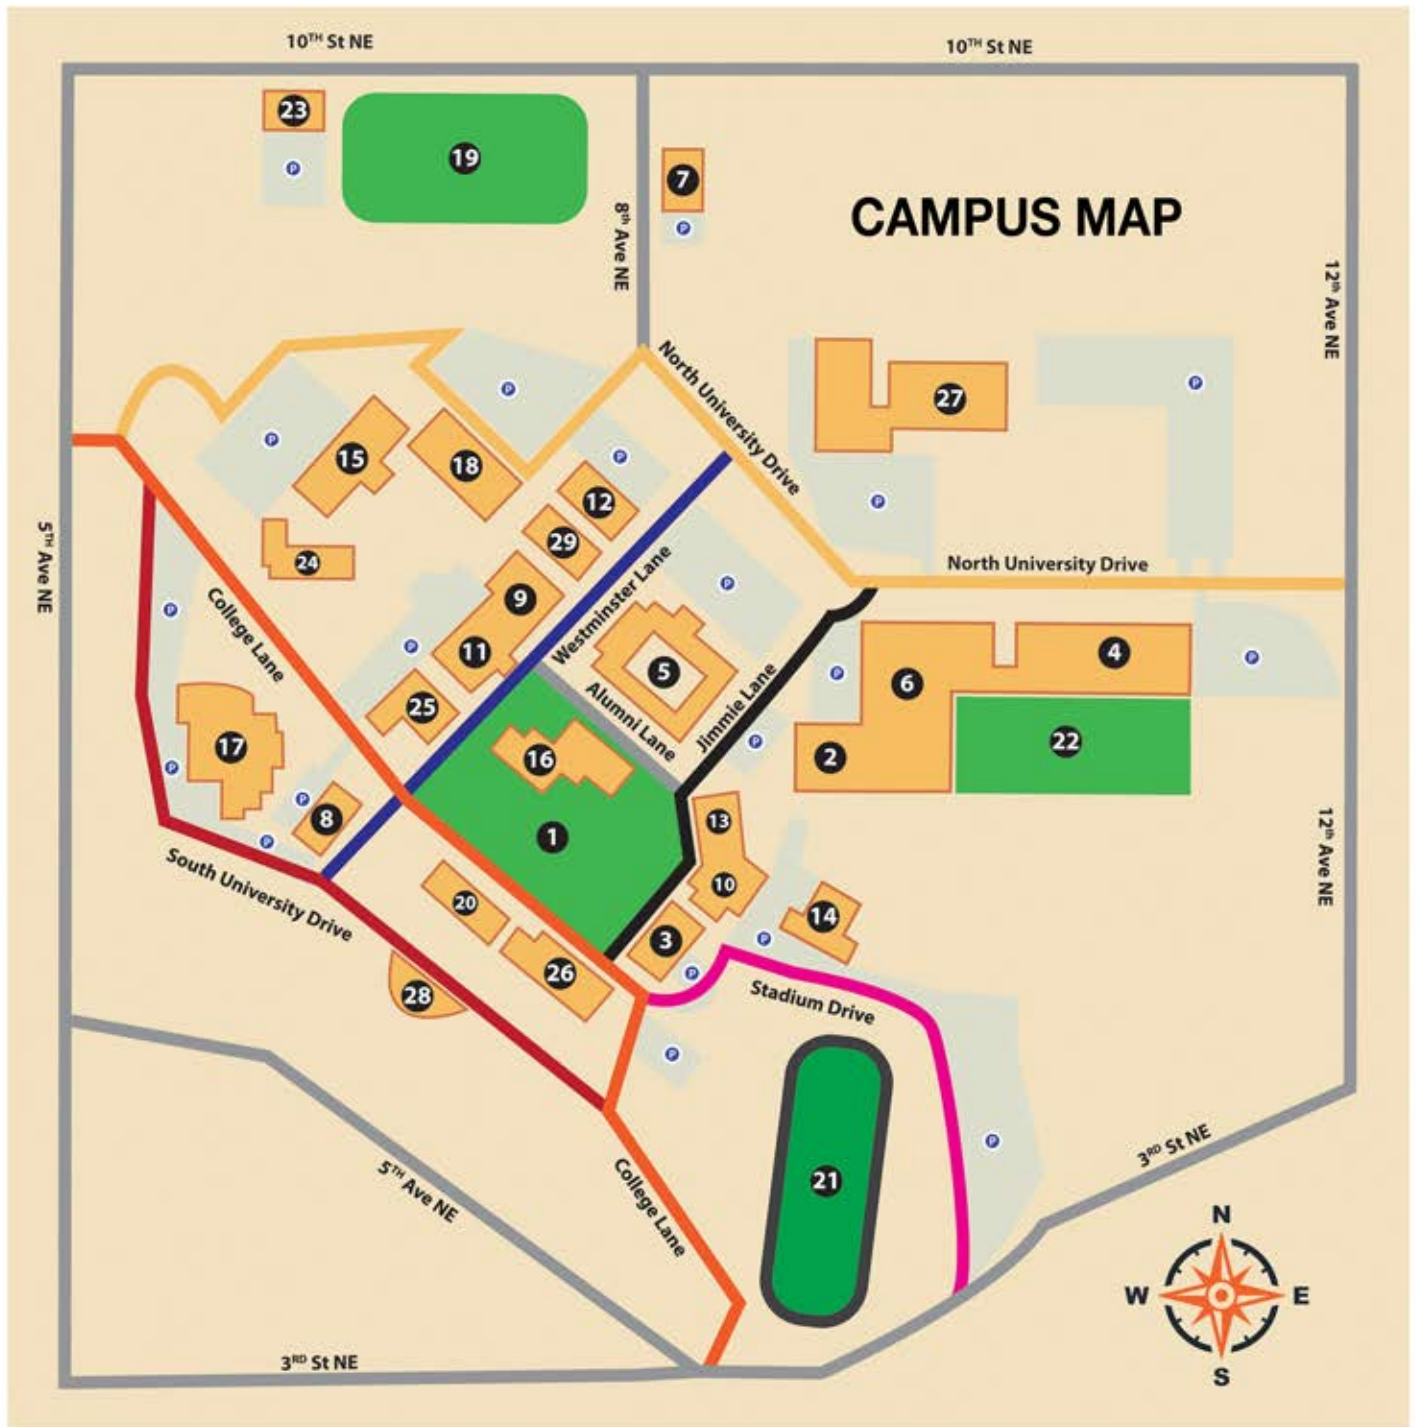 10TH St NE
10TH St NE
23
P
19
8th Ave NE
7
P
CAMPUS MAP
12th Ave NE
North University Drive
P
27
P
P
15
18
P
12
P
29
24
5TH Ave NE
P
9
Westminster Lane
P
North University Drive
College Lane
P
11
5
4
P
6
P
25
Alumni Lane
Jimmie Lane
17
P
16
P
2
22
P
8
1
13
12th Ave NE
P
South University Drive
20
10
14
3
P
26
P
28
Stadium Drive
P
21
P
5TH Ave NE
College Lane
3RD St NE
N
W
E
S
3RD St NE